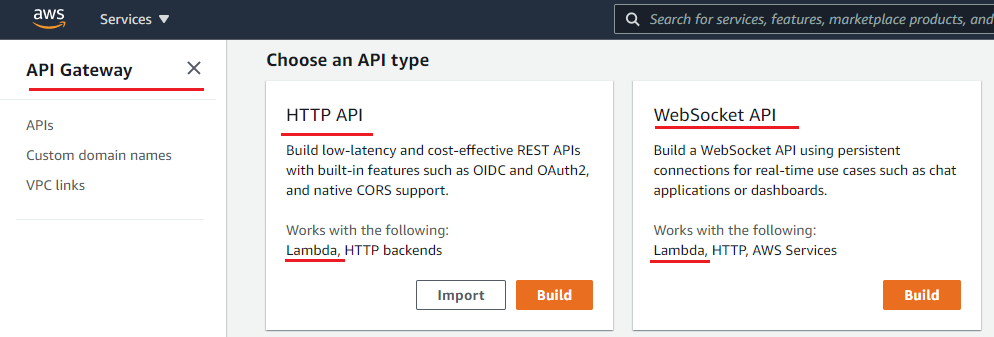 aws
Services
Search for services, features, marketplace products, and
API Gateway
APIs
Custom domain names
VPC links
Choose an API type
HTTP API
Build low-latency and cost-effective REST APIs
with built-in features such as OIDC and OAuth2,
and native CORS support.
Works with the following:
Lambda, HTTP backends
Import
Build
WebSocket API
Build a WebSocket API using persistent
connections for real-time use cases such as chat
applications or dashboards.
Works with the following:
Lambda, HTTP, AWS Services
Build